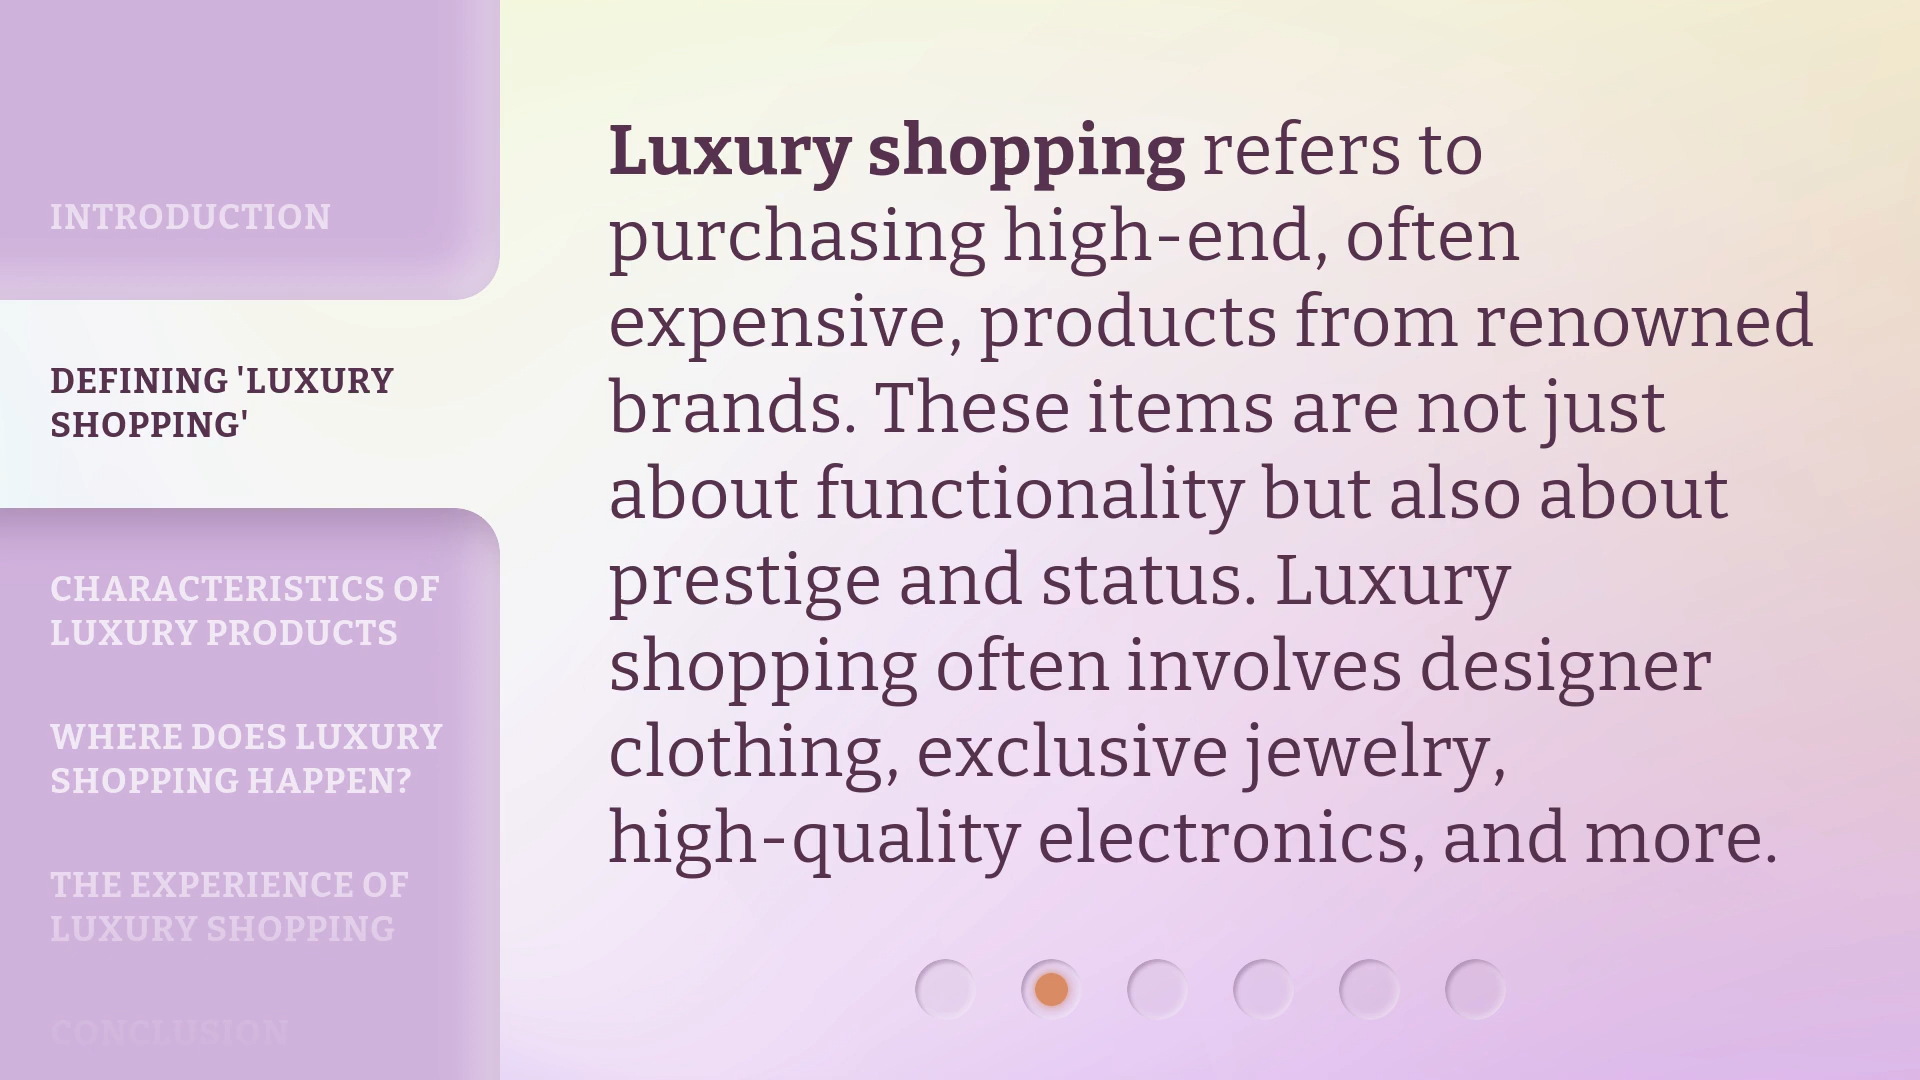 INTRODUCTION
DEFINING 'LUXURY
SHOPPING'
CHARACTERISTICS OF
LUXURY PRODUCTS
WHERE DOES LUXURY
SHOPPING HAPPEN?
THE EXPERIENCE OF
LUXURY SHOPPING
CONCLUSION
Luxury shopping refers to
purchasing high-end, often
expensive, products from renowned
brands. These items are not just
about functionality but also about
prestige and status. Luxury
shopping often involves designer
clothing, exclusive jewelry,
high-quality electronics, and more.